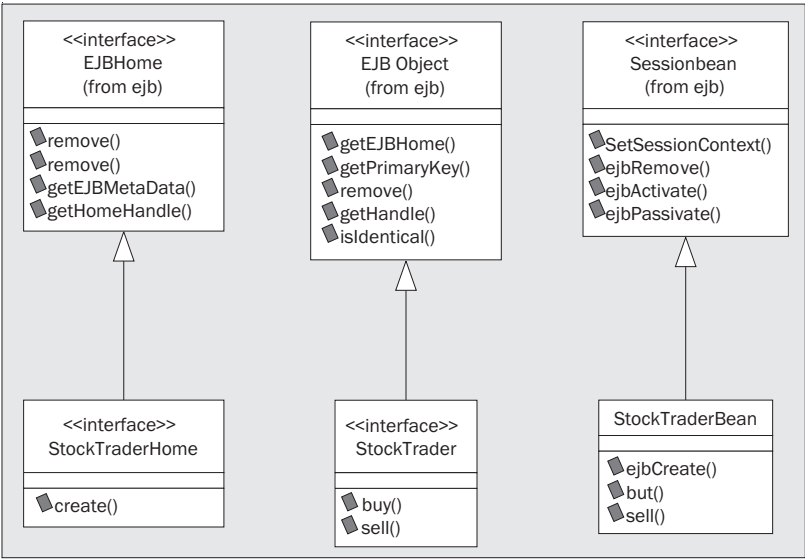 <<interface>>
EJBHome
(from ejb)
remove()
remove()
getEJBMetaData()
getHomeHandle()
<<interface>>
EJB Object
(from ejb)
getEJBHome()
getPrimaryKey()
remove()
getHandle()
isIdentical()
<<interface>>
Sessionbean
(from ejb)
SetSessionContext()
ejbRemove()
ejbActivate()
ejbPassivate()
<<interface>>
StockTraderHome
create()
<<interface>>
StockTrader
buy()
sell()
StockTraderBean
ejbCreate()
but()
sell()